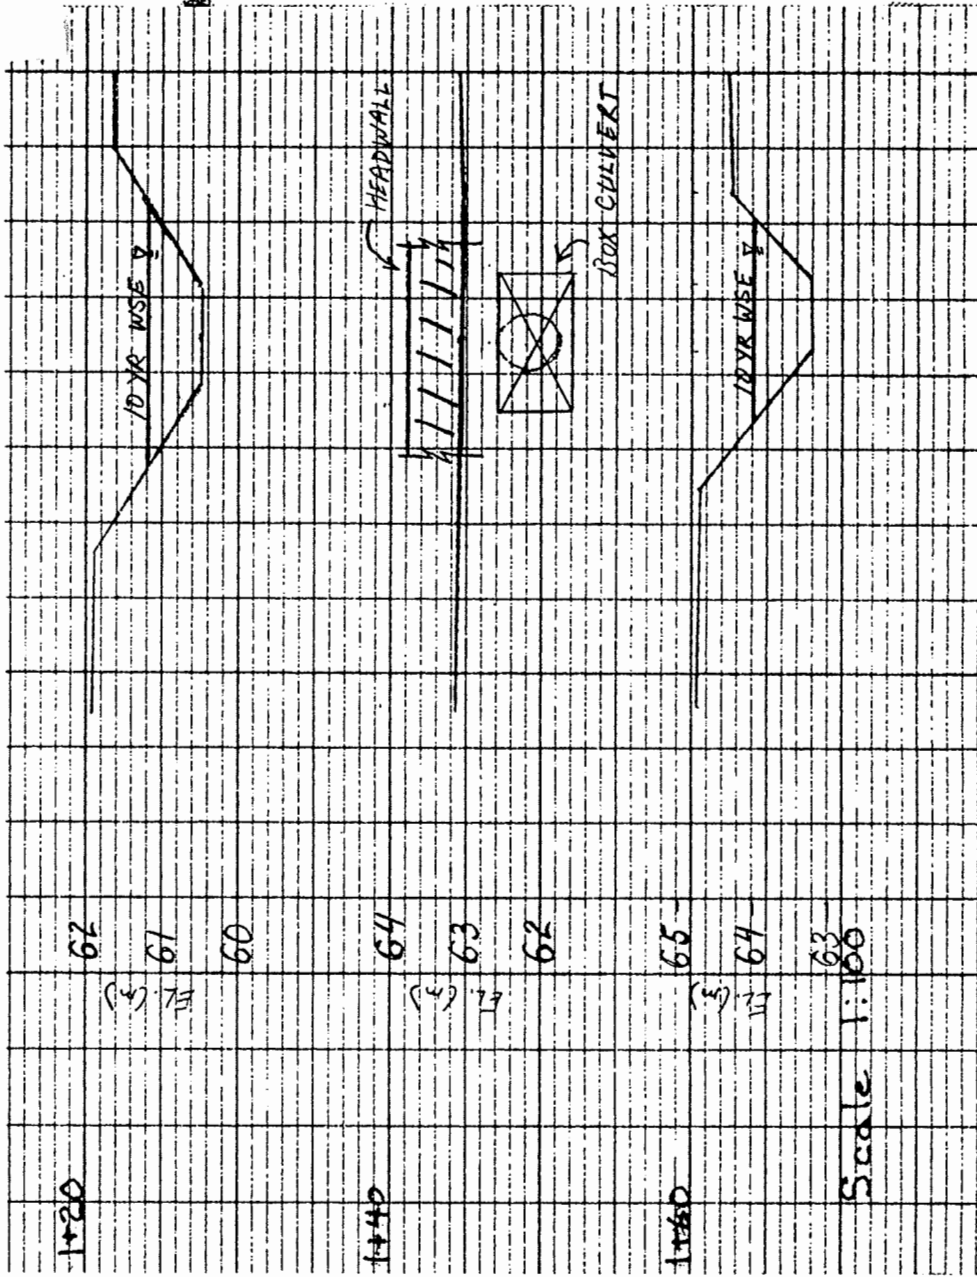 1+20
62
61
60
EL. (m)
10 YR WSE
1+40
64
63
62
EL. (m)
HEADWALL
BOX CULVERT
1+60
65
64
63
EL. (m)
10 YR WSE
Scale 1:100